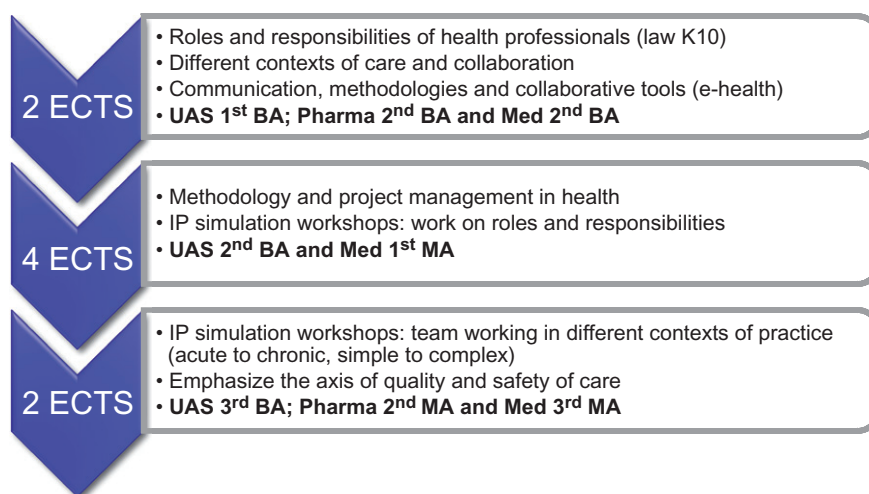 2 ECTS
• Roles and responsibilities of health professionals (law K10)
• Different contexts of care and collaboration
• Communication, methodologies and collaborative tools (e-health)
• UAS 1st BA; Pharma 2nd BA and Med 2nd BA
4 ECTS
• Methodology and project management in health
• IP simulation workshops: work on roles and responsibilities
• UAS 2nd BA and Med 1st MA
2 ECTS
• IP simulation workshops: team working in different contexts of practice
(acute to chronic, simple to complex)
• Emphasize the axis of quality and safety of care
• UAS 3rd BA; Pharma 2nd MA and Med 3rd MA